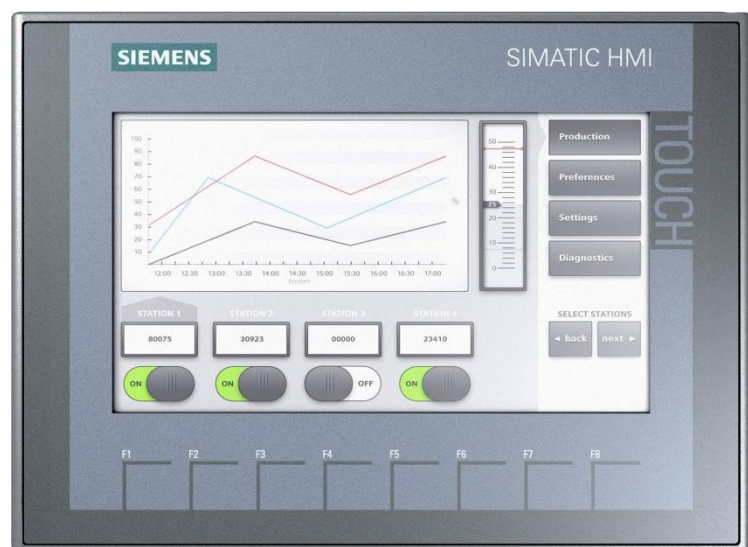 SIEMENS
SIMATIC HMI
TOUCH
100
90
80
70
60
50
40
30
20
10
%
12:00 12:30 13:00 13:30 14:00 14:30 15:00 15:30 16:00 16:30 17:00
50
40
30
25
20
10
0
Production
Preferences
Settings
Diagnostics
STATION 1 STATION 2 STATION 3 STATION 4
80075 30923 00000 23410
ON ON OFF ON
SELECT STATIONS
◄ back next ►
F1 F2 F3 F4 F5 F6 F7 F8